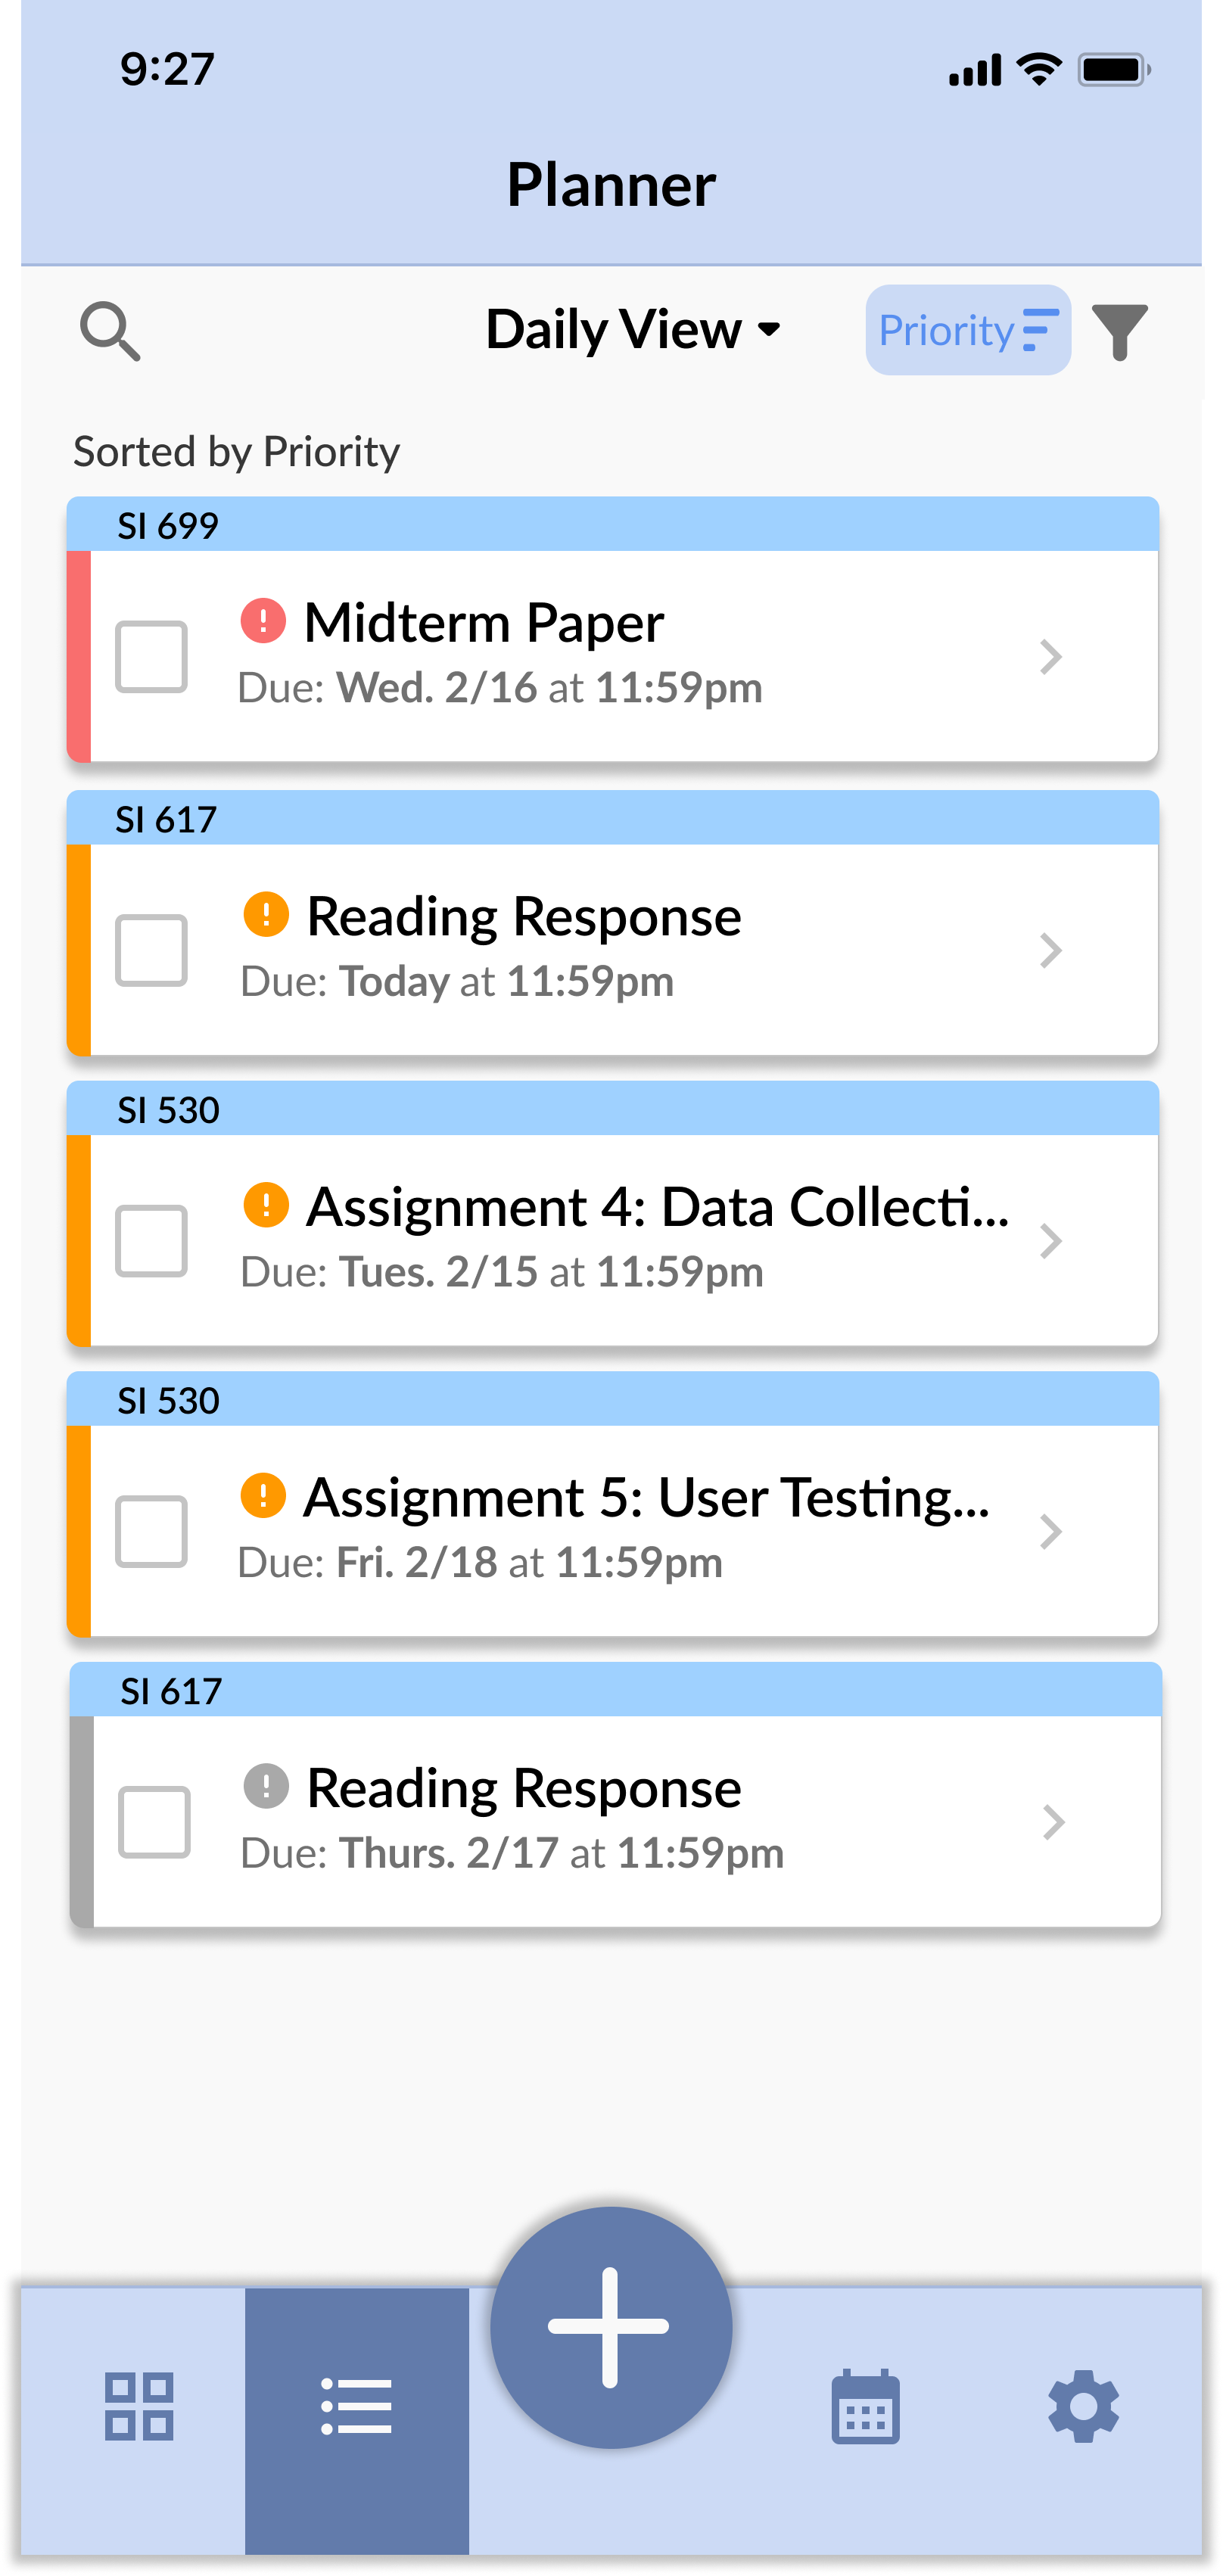 9:27
Planner
Daily View
Priority
Sorted by Priority
SI 699
Midterm Paper
Due: Wed. 2/16 at 11:59pm
SI 617
Reading Response
Due: Today at 11:59pm
SI 530
Assignment 4: Data Collecti...
Due: Tues. 2/15 at 11:59pm
SI 530
Assignment 5: User Testing...
Due: Fri. 2/18 at 11:59pm
SI 617
Reading Response
Due: Thurs. 2/17 at 11:59pm